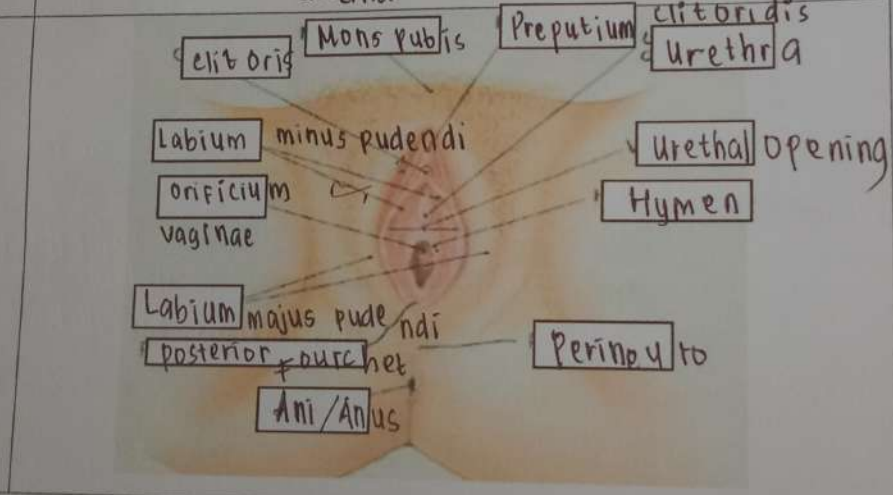 Mons pubis
Preputium clitoridis
clitoris
Urethra
Labium minus pudendi
Urethal opening
orificium
vaginae
Hymen
Labium majus pudendi
posterior fourchet
Ani/Anus